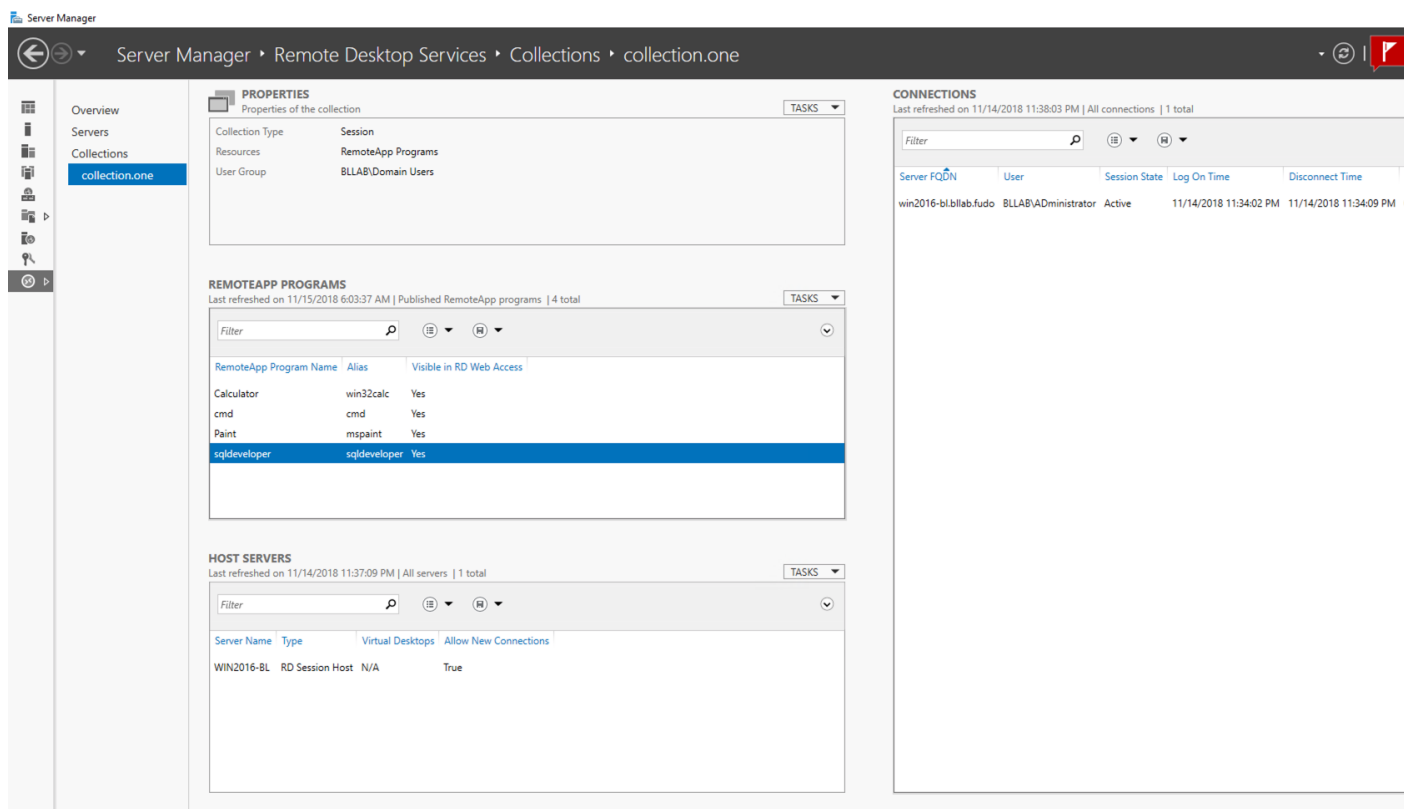 Server Manager
Server Manager ‣ Remote Desktop Services ‣ Collections ‣ collection.one
Overview
Servers
Collections
collection.one
PROPERTIES
Properties of the collection
TASKS
Collection Type Session
Resources RemoteApp Programs
User Group BLLAB\Domain Users
REMOTEAPP PROGRAMS
Last refreshed on 11/15/2018 6:03:37 AM | Published RemoteApp programs | 4 total
TASKS
Filter
RemoteApp Program Name Alias Visible in RD Web Access
Calculator win32calc Yes
cmd cmd Yes
Paint mspaint Yes
sqldeveloper sqldeveloper Yes
HOST SERVERS
Last refreshed on 11/14/2018 11:37:09 PM | All servers | 1 total
TASKS
Filter
Server Name Type Virtual Desktops Allow New Connections
WIN2016-BL RD Session Host N/A True
CONNECTIONS
Last refreshed on 11/14/2018 11:38:03 PM | All connections | 1 total
Filter
Server FQDN User Session State Log On Time Disconnect Time
win2016-bl.bllab.fudo BLLAB\ADministrator Active 11/14/2018 11:34:02 PM 11/14/2018 11:34:09 PM